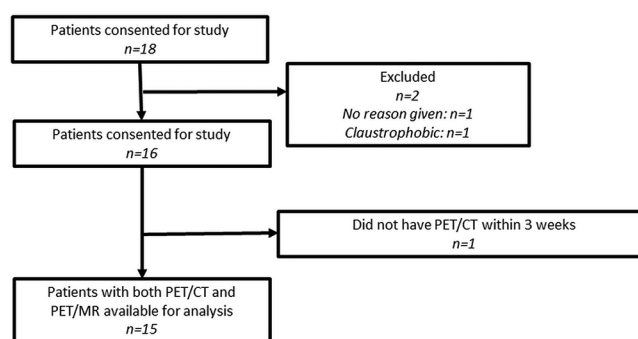 Patients consented for study
n=18
Excluded
n=2
No reason given: n=1
Claustrophobic: n=1
Patients consented for study
n=16
Did not have PET/CT within 3 weeks
n=1
Patients with both PET/CT and
PET/MR available for analysis
n=15